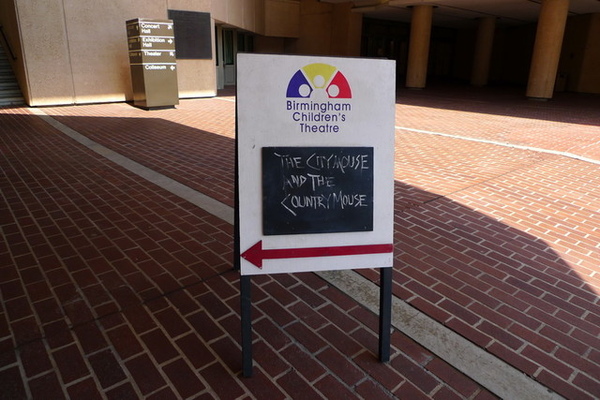 Concert
Hall
Exhibition
Hall
Theater
Coliseum
Birmingham
Children's
Theatre
THE CITY MOUSE
AND THE
COUNTRY MOUSE